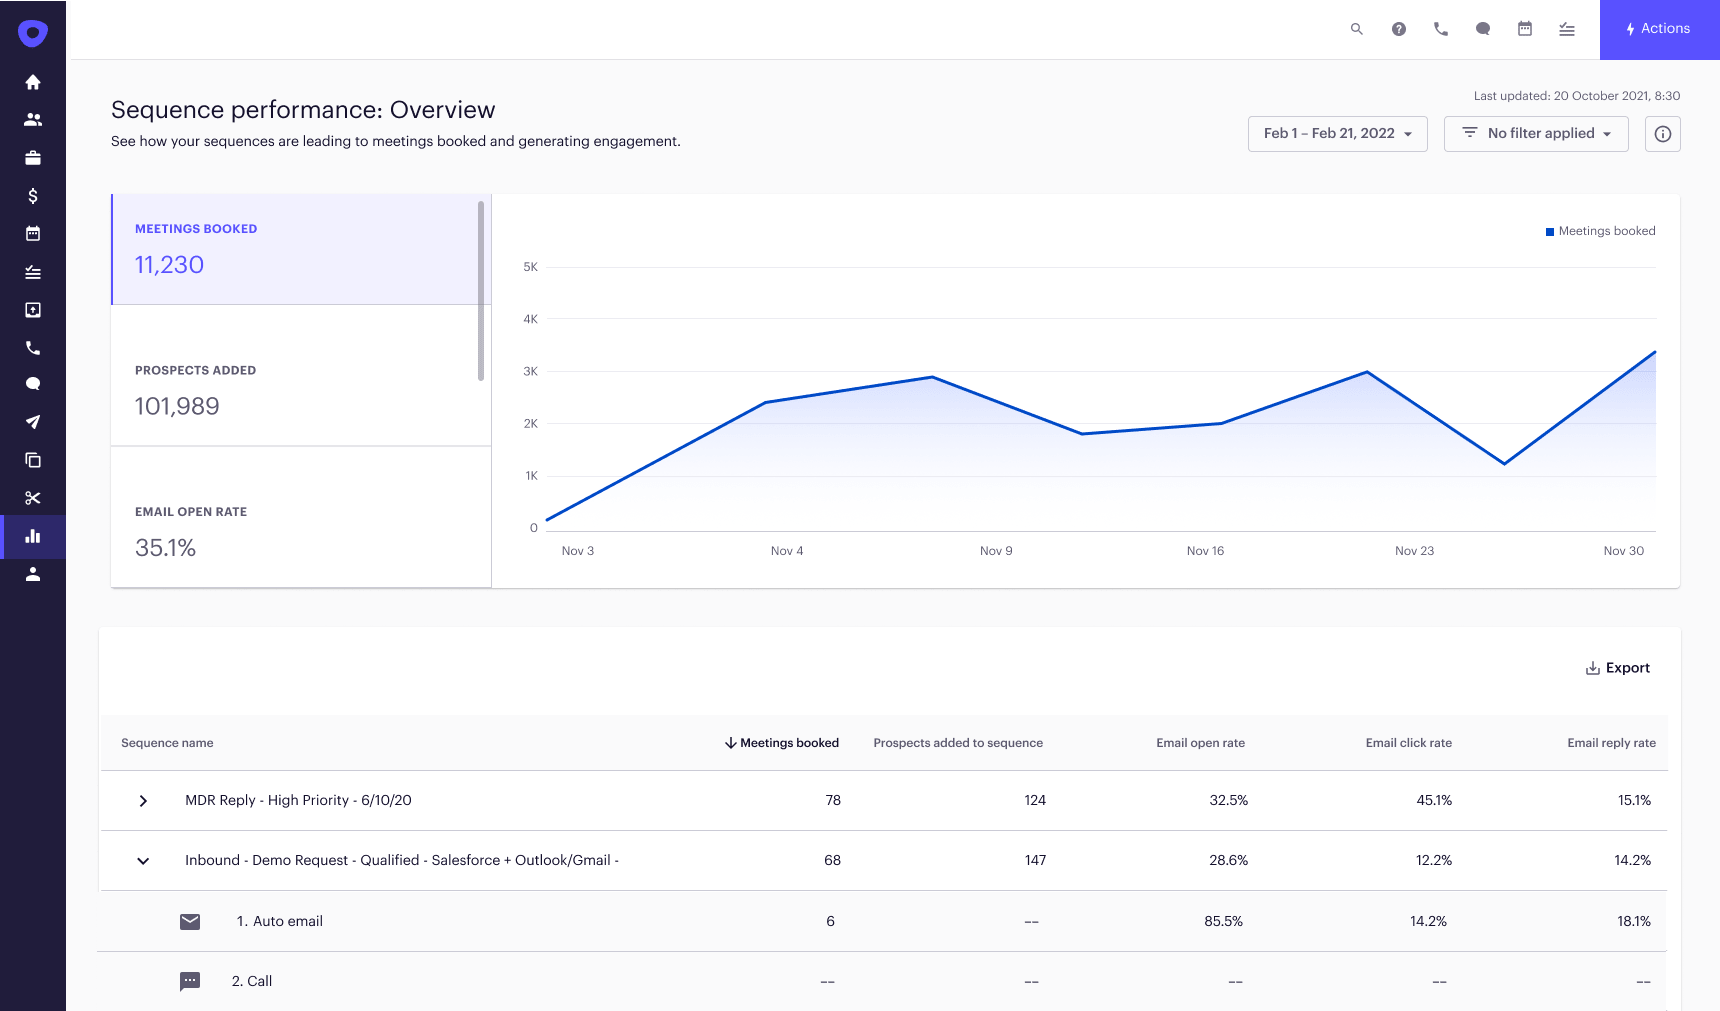 Actions
Sequence performance: Overview
See how your sequences are leading to meetings booked and generating engagement.
Last updated: 20 October 2021, 8:30
Feb 1 – Feb 21, 2022
No filter applied
MEETINGS BOOKED
11,230
PROSPECTS ADDED
101,989
EMAIL OPEN RATE
35.1%
Meetings booked
5K
4K
3K
2K
1K
0
Nov 3 Nov 4 Nov 9 Nov 16 Nov 23 Nov 30
Export
Sequence name Meetings booked Prospects added to sequence Email open rate Email click rate Email reply rate
MDR Reply - High Priority - 6/10/20 78 124 32.5% 45.1% 15.1%
Inbound - Demo Request - Qualified - Salesforce + Outlook/Gmail - 68 147 28.6% 12.2% 14.2%
1. Auto email 6 -- 85.5% 14.2% 18.1%
2. Call -- -- -- -- --